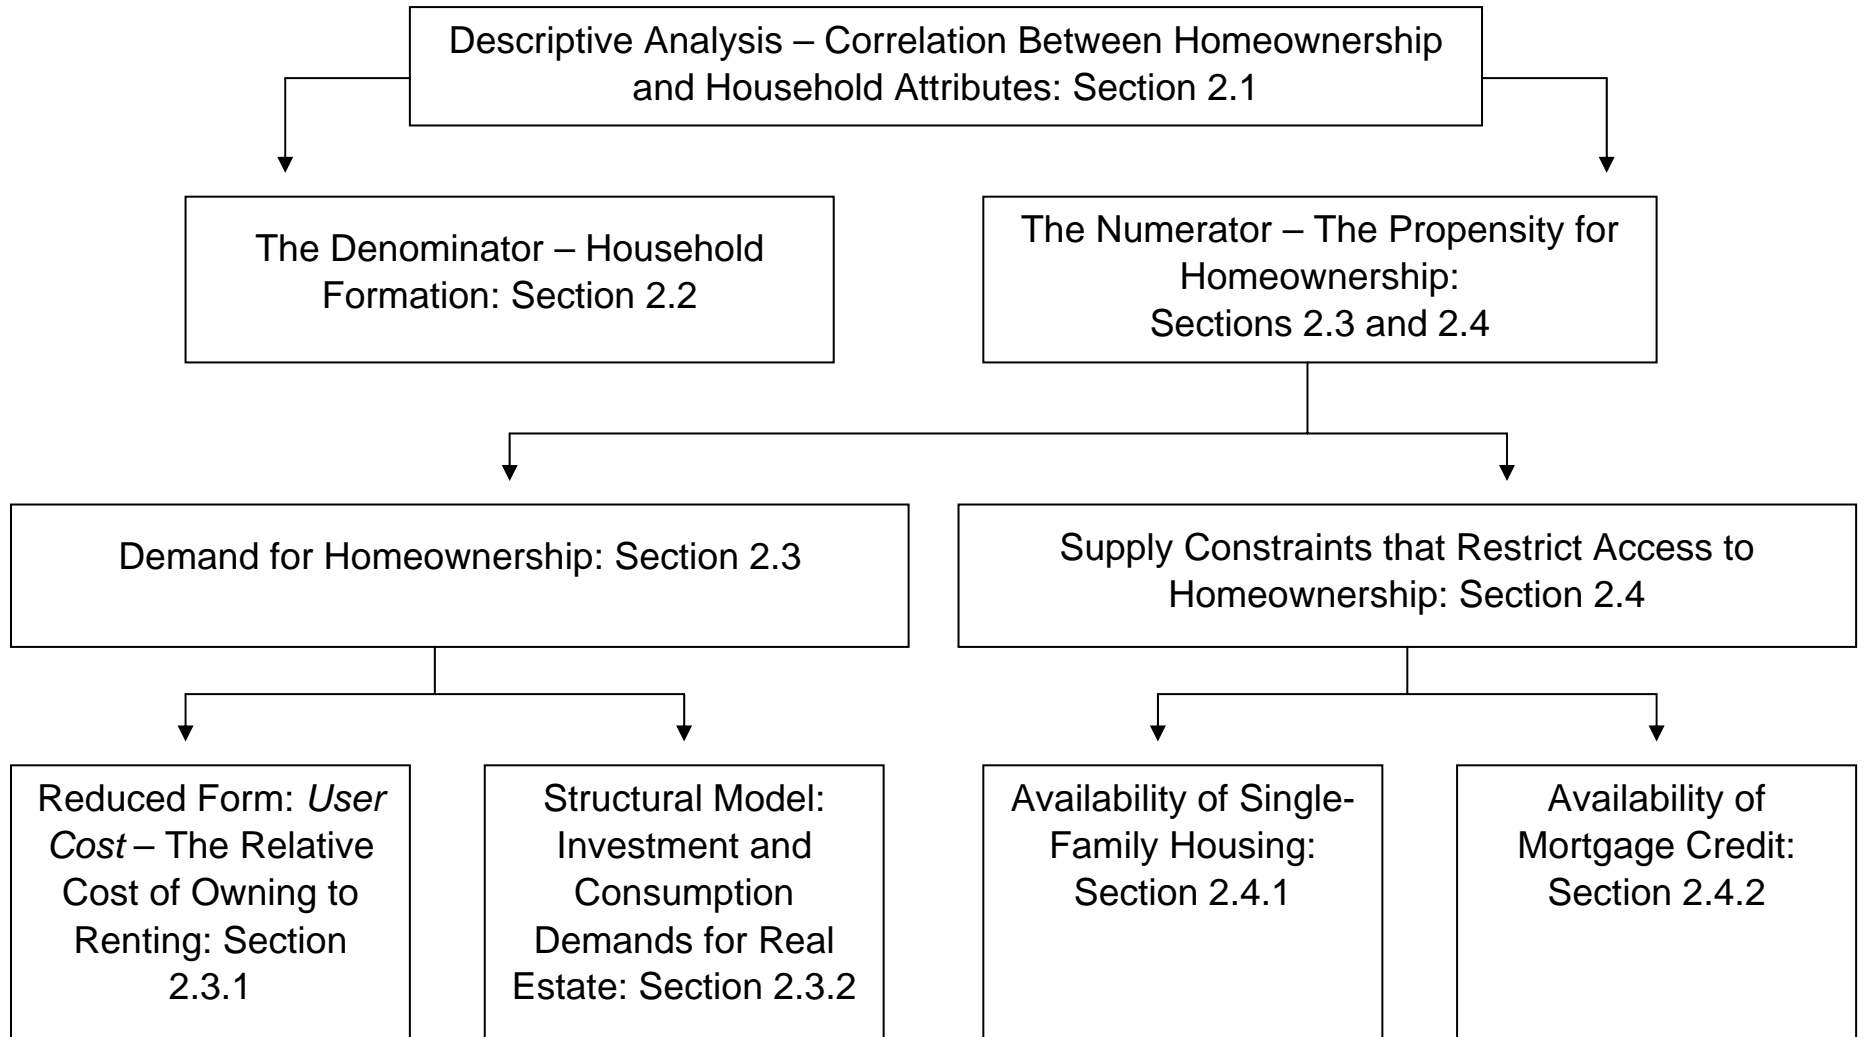 Descriptive Analysis – Correlation Between Homeownership
and Household Attributes: Section 2.1
The Denominator – Household
Formation: Section 2.2
The Numerator – The Propensity for
Homeownership:
Sections 2.3 and 2.4
Demand for Homeownership: Section 2.3
Supply Constraints that Restrict Access to
Homeownership: Section 2.4
Reduced Form: User
Cost – The Relative
Cost of Owning to
Renting: Section
2.3.1
Structural Model:
Investment and
Consumption
Demands for Real
Estate: Section 2.3.2
Availability of Single-
Family Housing:
Section 2.4.1
Availability of
Mortgage Credit:
Section 2.4.2